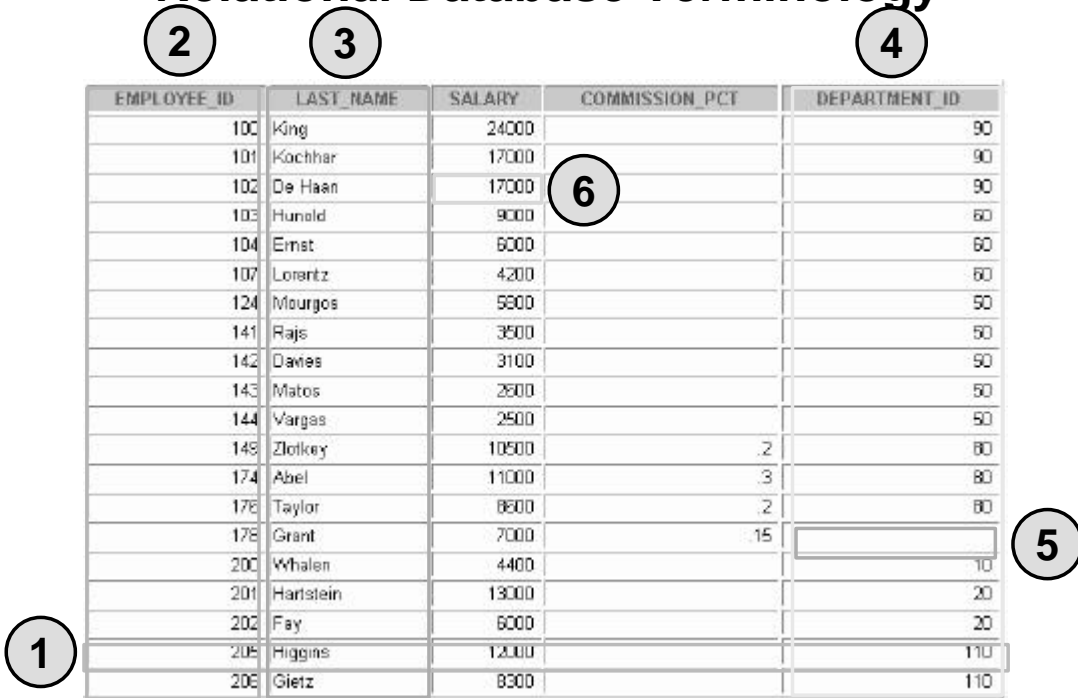 Relational Database Terminology
2 3 4
EMPLOYEE_ID LAST_NAME SALARY COMMISSION_PCT DEPARTMENT_ID
100 King 24000 90
101 Kochhar 17000 90
102 De Haan 17000 90
6
103 Hunold 9000 60
104 Ernst 6000 60
107 Lorentz 4200 60
124 Mourgos 5800 50
141 Rajs 3500 50
142 Davies 3100 50
143 Matos 2600 50
144 Vargas 2500 50
149 Zlotkey 10500 .2 80
174 Abel 11000 .3 80
176 Taylor 8600 .2 80
178 Grant 7000 .15
5
200 Whalen 4400 10
201 Hartstein 13000 20
202 Fay 6000 20
1
205 Higgins 12000 110
206 Gietz 8300 110